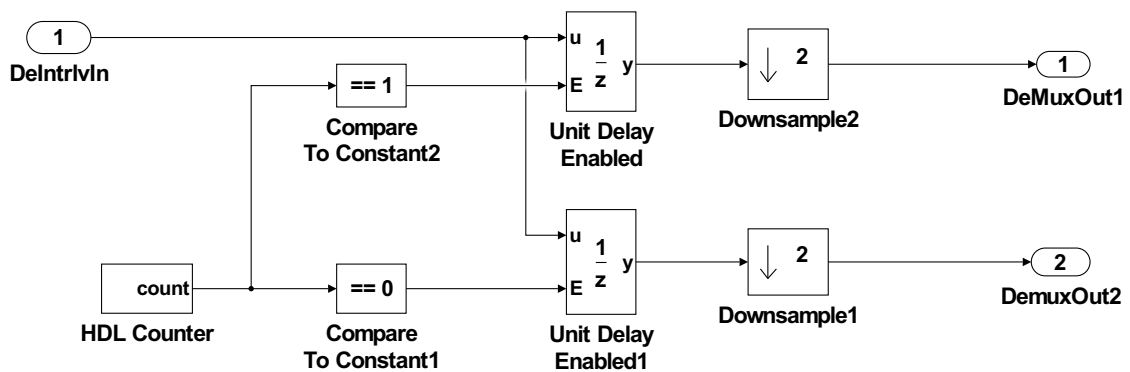 1
DeIntrlvIn
== 1
Compare
To Constant2
u
E
1
z
y
Unit Delay
Enabled
2
Downsample2
1
DeMuxOut1
count
HDL Counter
== 0
Compare
To Constant1
u
E
1
z
y
Unit Delay
Enabled1
2
Downsample1
2
DemuxOut2